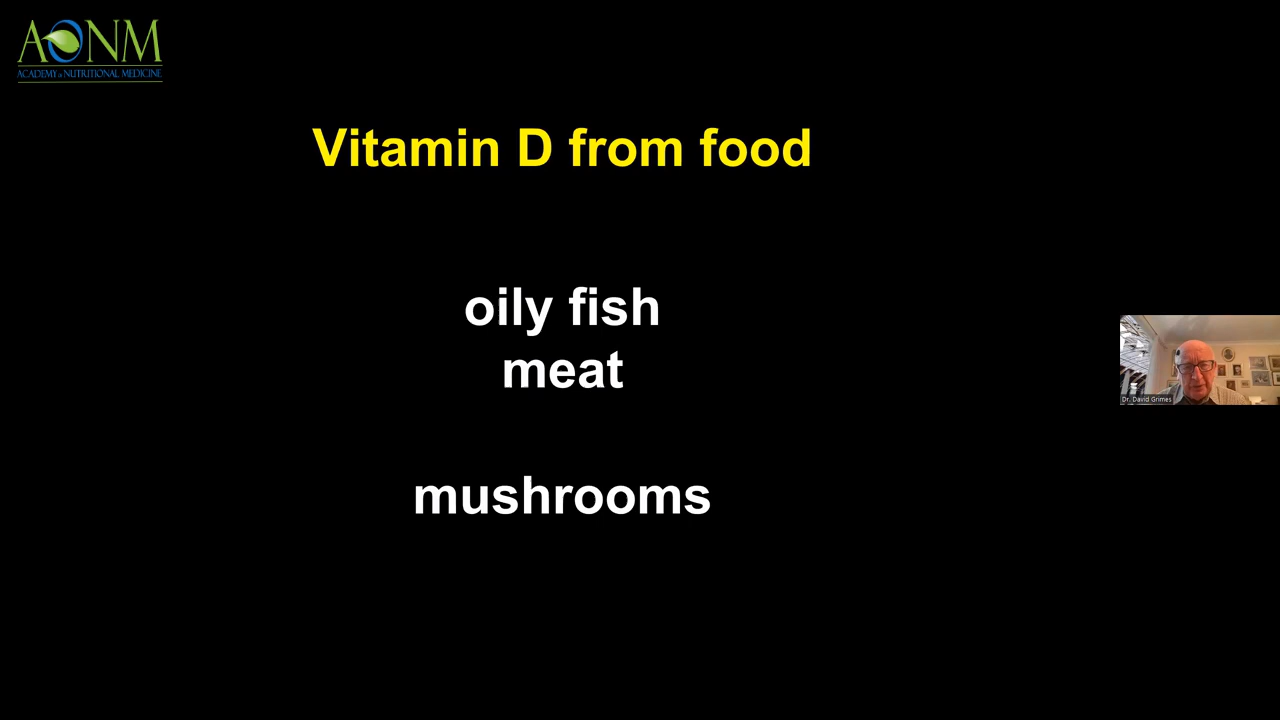 AONM
ACADEMY of NUTRITIONAL MEDICINE
Vitamin D from food
oily fish
meat
mushrooms
Dr. David Grimes